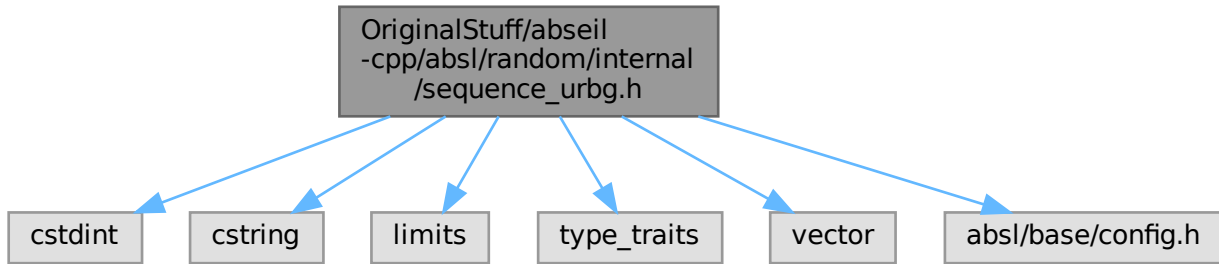 OriginalStuff/abseil
-cpp/absl/random/internal
/sequence_urbg.h
cstdint
cstring
limits
type_traits
vector
absl/base/config.h